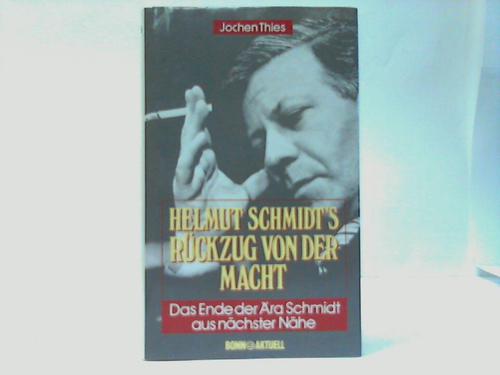 Jochen Thies
HELMUT SCHMIDT'S
RÜCKZUG VON DER
MACHT
Das Ende der Ära Schmidt
aus nächster Nähe
BONN AKTUELL